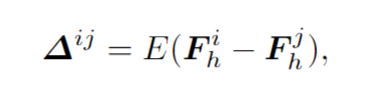 𝜟^{ij} = E(𝑭_h^i − 𝑭_h^j),